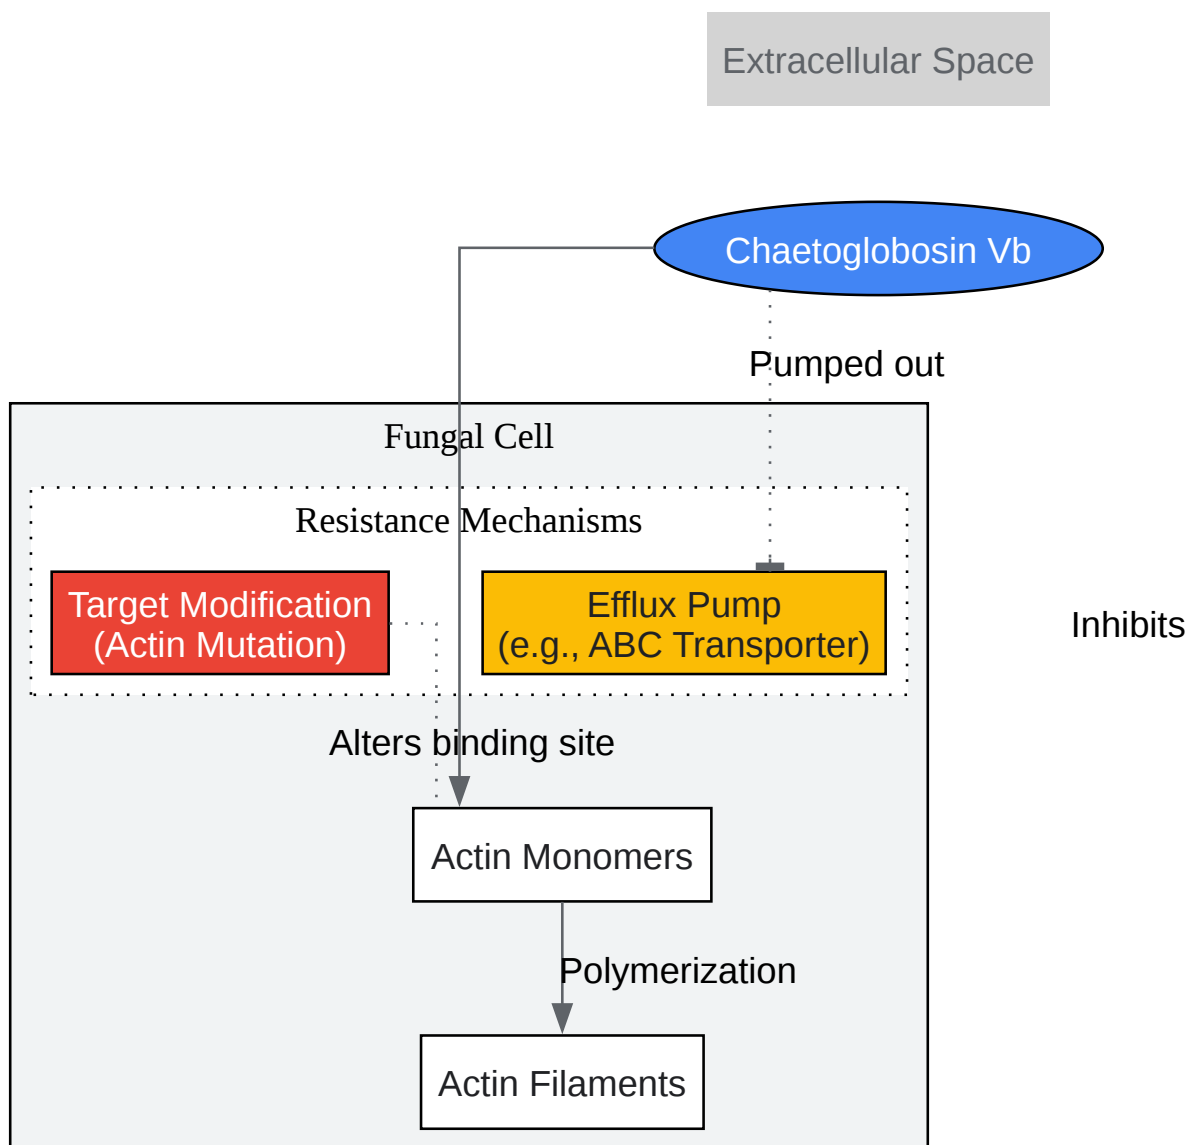 Extracellular Space
Chaetoglobosin Vb
Pumped out
Fungal Cell
Resistance Mechanisms
Target Modification
(Actin Mutation)
Efflux Pump
(e.g., ABC Transporter)
Inhibits
Alters binding site
Actin Monomers
Polymerization
Actin Filaments